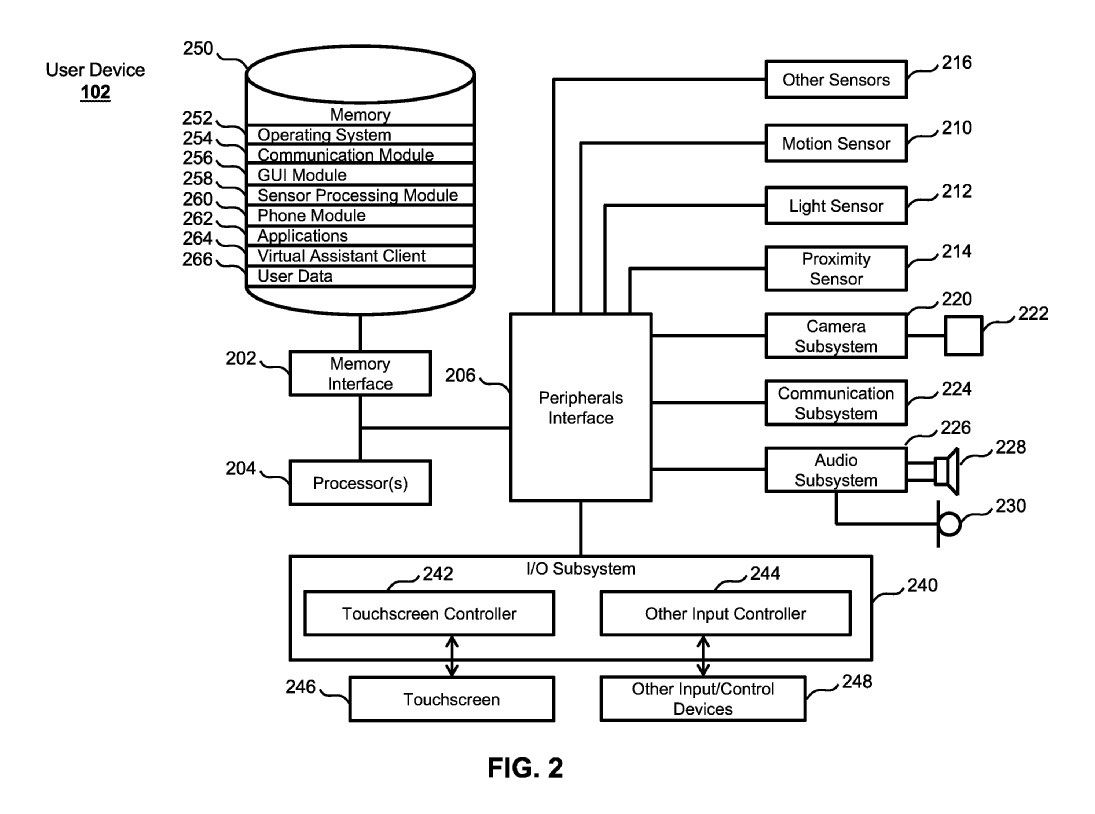 User Device
102
250
Memory
252
Operating System
254
Communication Module
256
GUI Module
258
Sensor Processing Module
260
Phone Module
262
Applications
264
Virtual Assistant Client
266
User Data
202
Memory
Interface
204
Processor(s)
206
Peripherals
Interface
Other Sensors
216
Motion Sensor
210
Light Sensor
212
Proximity
Sensor
214
220
Camera
Subsystem
222
Communication
Subsystem
224
226
Audio
Subsystem
228
230
I/O Subsystem
240
242
Touchscreen Controller
244
Other Input Controller
246
Touchscreen
Other Input/Control
Devices
248
FIG. 2